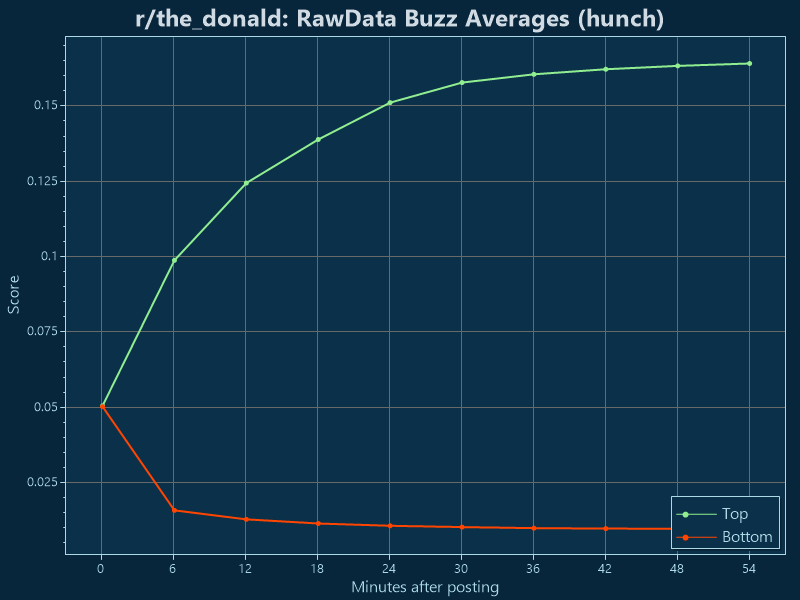 r/the_donald: RawData Buzz Averages (hunch)
Score
0.15
0.125
0.1
0.075
0.05
0.025
0 6 12 18 24 30 36 42 48 54
Minutes after posting
Top
Bottom